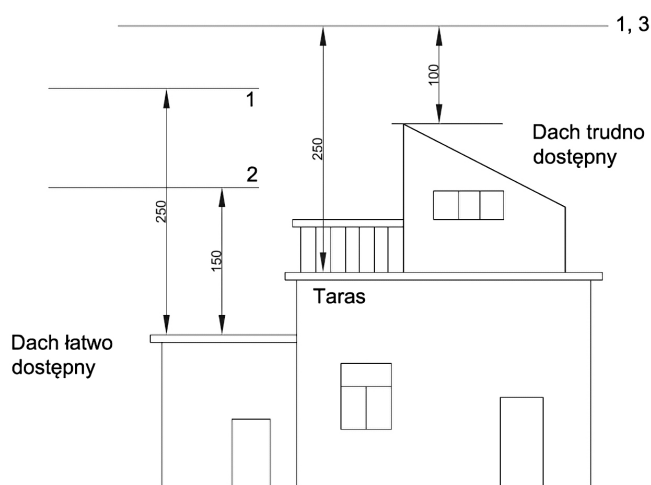 1, 3
100
1
Dach trudno
dostępny
250
2
250
150
Taras
Dach łatwo
dostępny